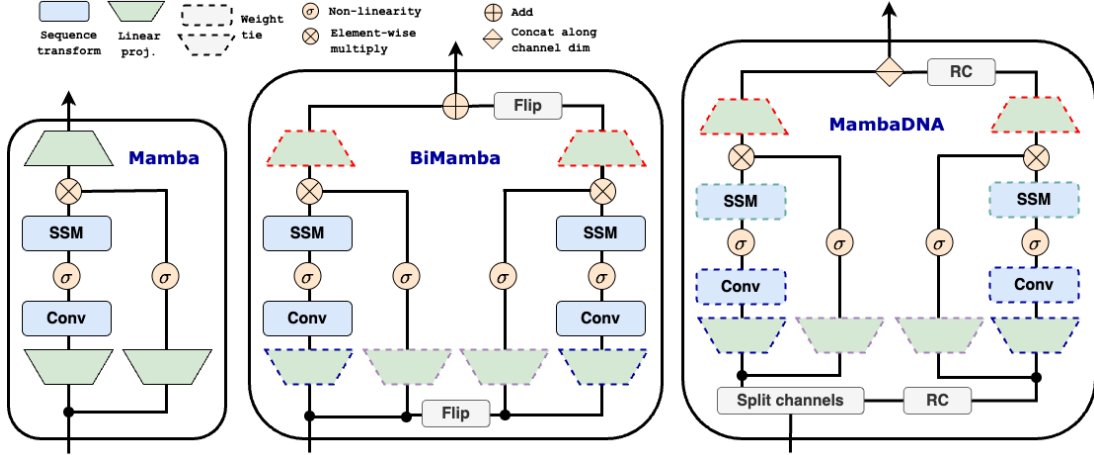 Sequence
transform
Linear
proj.
Weight
tie
σ Non-linearity
Element-wise
multiply
Add
Concat along
channel dim
Mamba
SSM
σ
σ
Conv
Flip
BiMamba
SSM
SSM
σ
σ
σ
σ
Conv
Conv
Flip
RC
MambaDNA
SSM
SSM
σ
σ
σ
σ
Conv
Conv
Split channels
RC